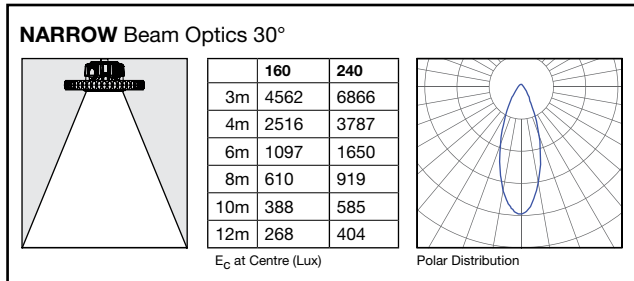 NARROW Beam Optics 30°
160 240
3m 4562 6866
4m 2516 3787
6m 1097 1650
8m 610 919
10m 388 585
12m 268 404
EC at Centre (Lux)
Polar Distribution